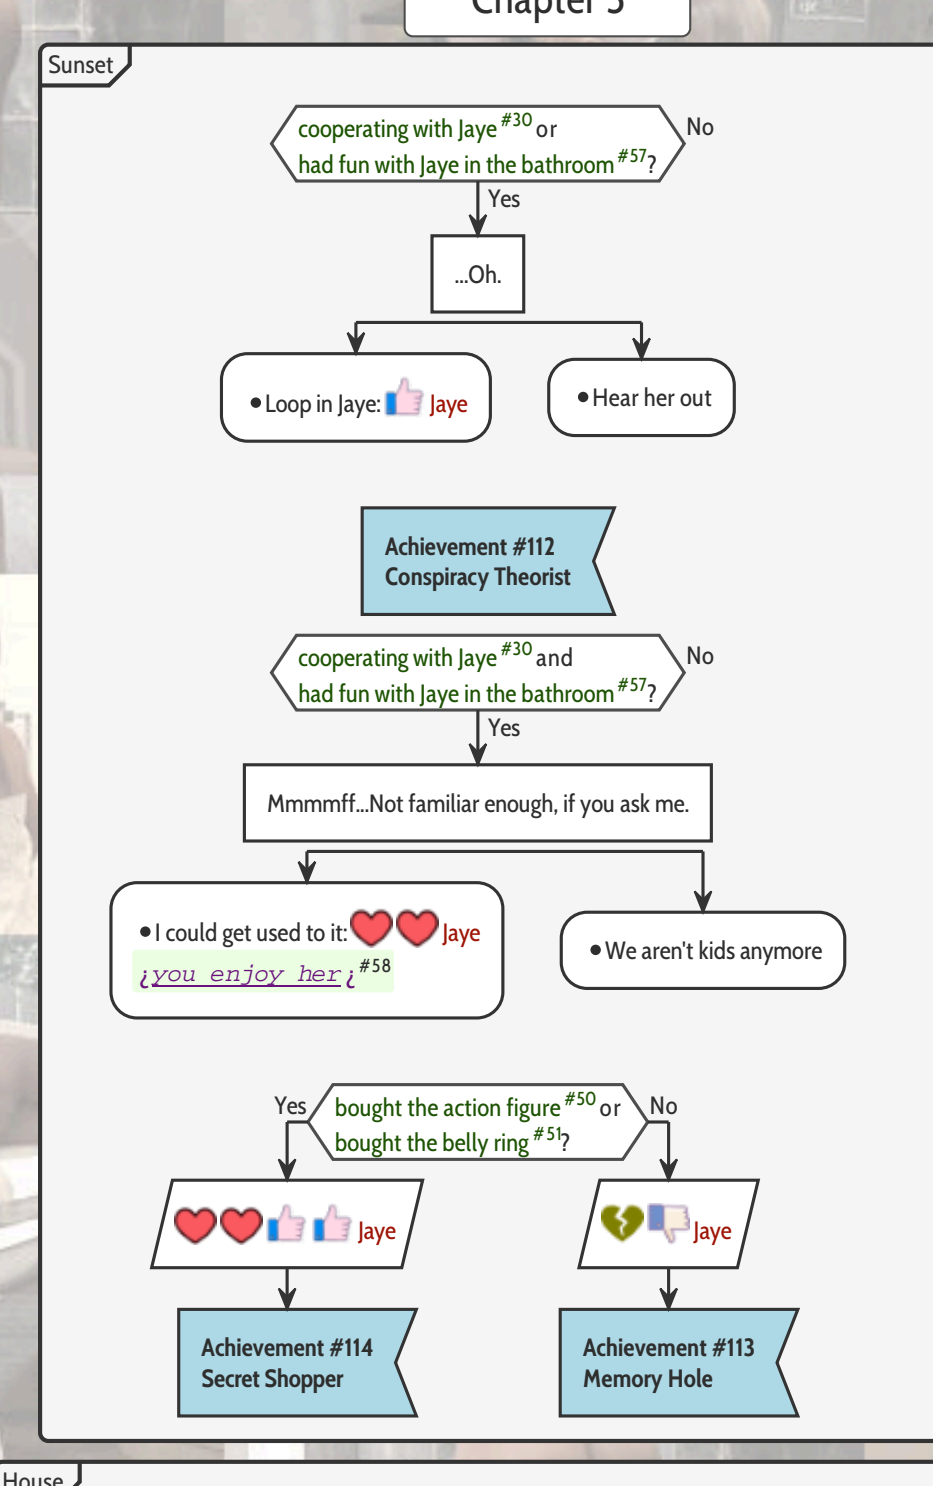 Chapter 5
Sunset
cooperating with Jaye #30 or
had fun with Jaye in the bathroom #57?
No
Yes
...Oh.
•Loop in Jaye: Jaye
•Hear her out
Achievement #112
Conspiracy Theorist
cooperating with Jaye #30 and
had fun with Jaye in the bathroom #57?
No
Yes
Mmmmff...Not familiar enough, if you ask me.
•I could get used to it: Jaye
¿you enjoy her¿ #58
•We aren't kids anymore
Yes
bought the action figure #50 or
bought the belly ring #51?
No
Jaye
Jaye
Achievement #114
Secret Shopper
Achievement #113
Memory Hole
House